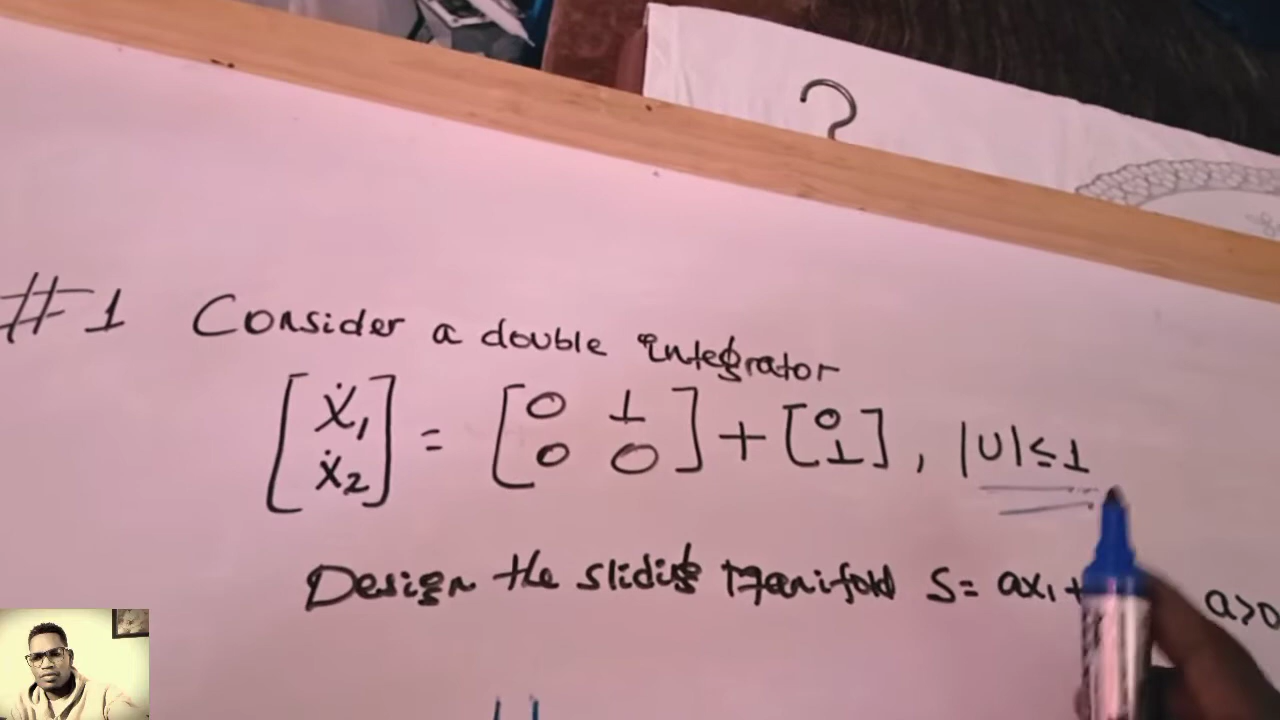 #1 Consider a double integrator
[ẋ₁ ẋ₂] = [0 1 0 0] + [0 1], |U| ≤ 1
Design the sliding manifold S = ax₁ + a>0